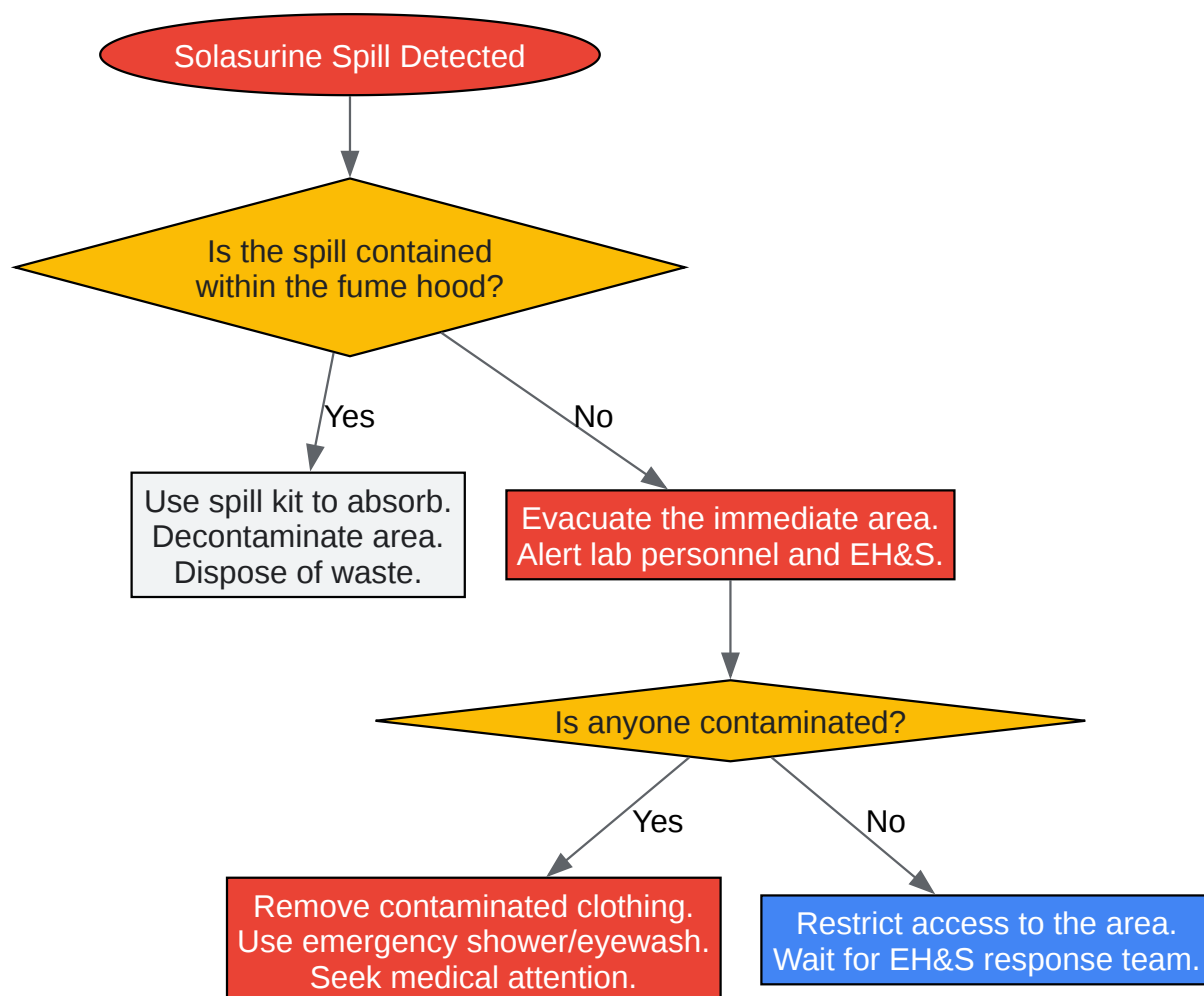 Solasurine Spill Detected
Is the spill contained
within the fume hood?
Yes
No
Use spill kit to absorb.
Decontaminate area.
Dispose of waste.
Evacuate the immediate area.
Alert lab personnel and EH&S.
Is anyone contaminated?
Yes
No
Remove contaminated clothing.
Use emergency shower/eyewash.
Seek medical attention.
Restrict access to the area.
Wait for EH&S response team.